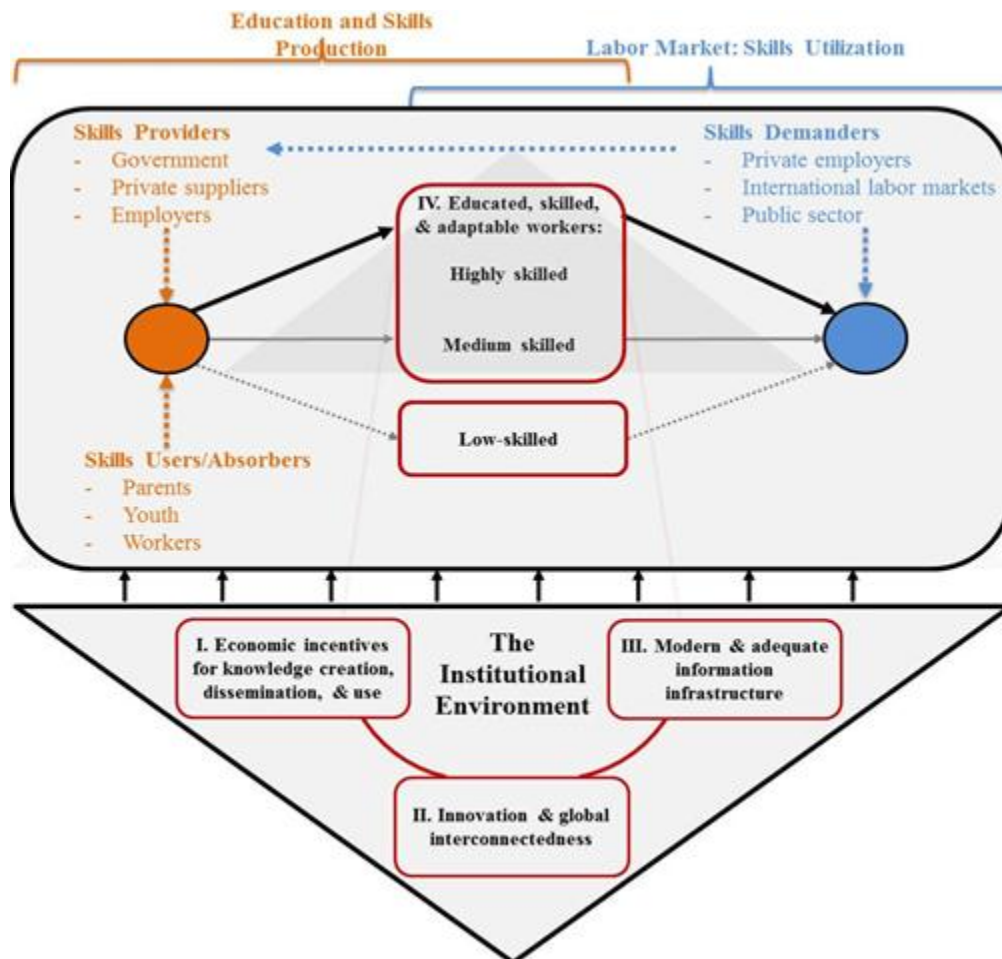 Education and Skills
Production
Labor Market: Skills Utilization
Skills Providers
- Government
- Private suppliers
- Employers
Skills Demanders
- Private employers
- International labor markets
- Public sector
IV. Educated, skilled,
& adaptable workers:
Highly skilled
Medium skilled
Low-skilled
Skills Users/Absorbers
- Parents
- Youth
- Workers
I. Economic incentives
for knowledge creation,
dissemination, & use
The
Institutional
Environment
III. Modern & adequate
information
infrastructure
II. Innovation & global
interconnectedness